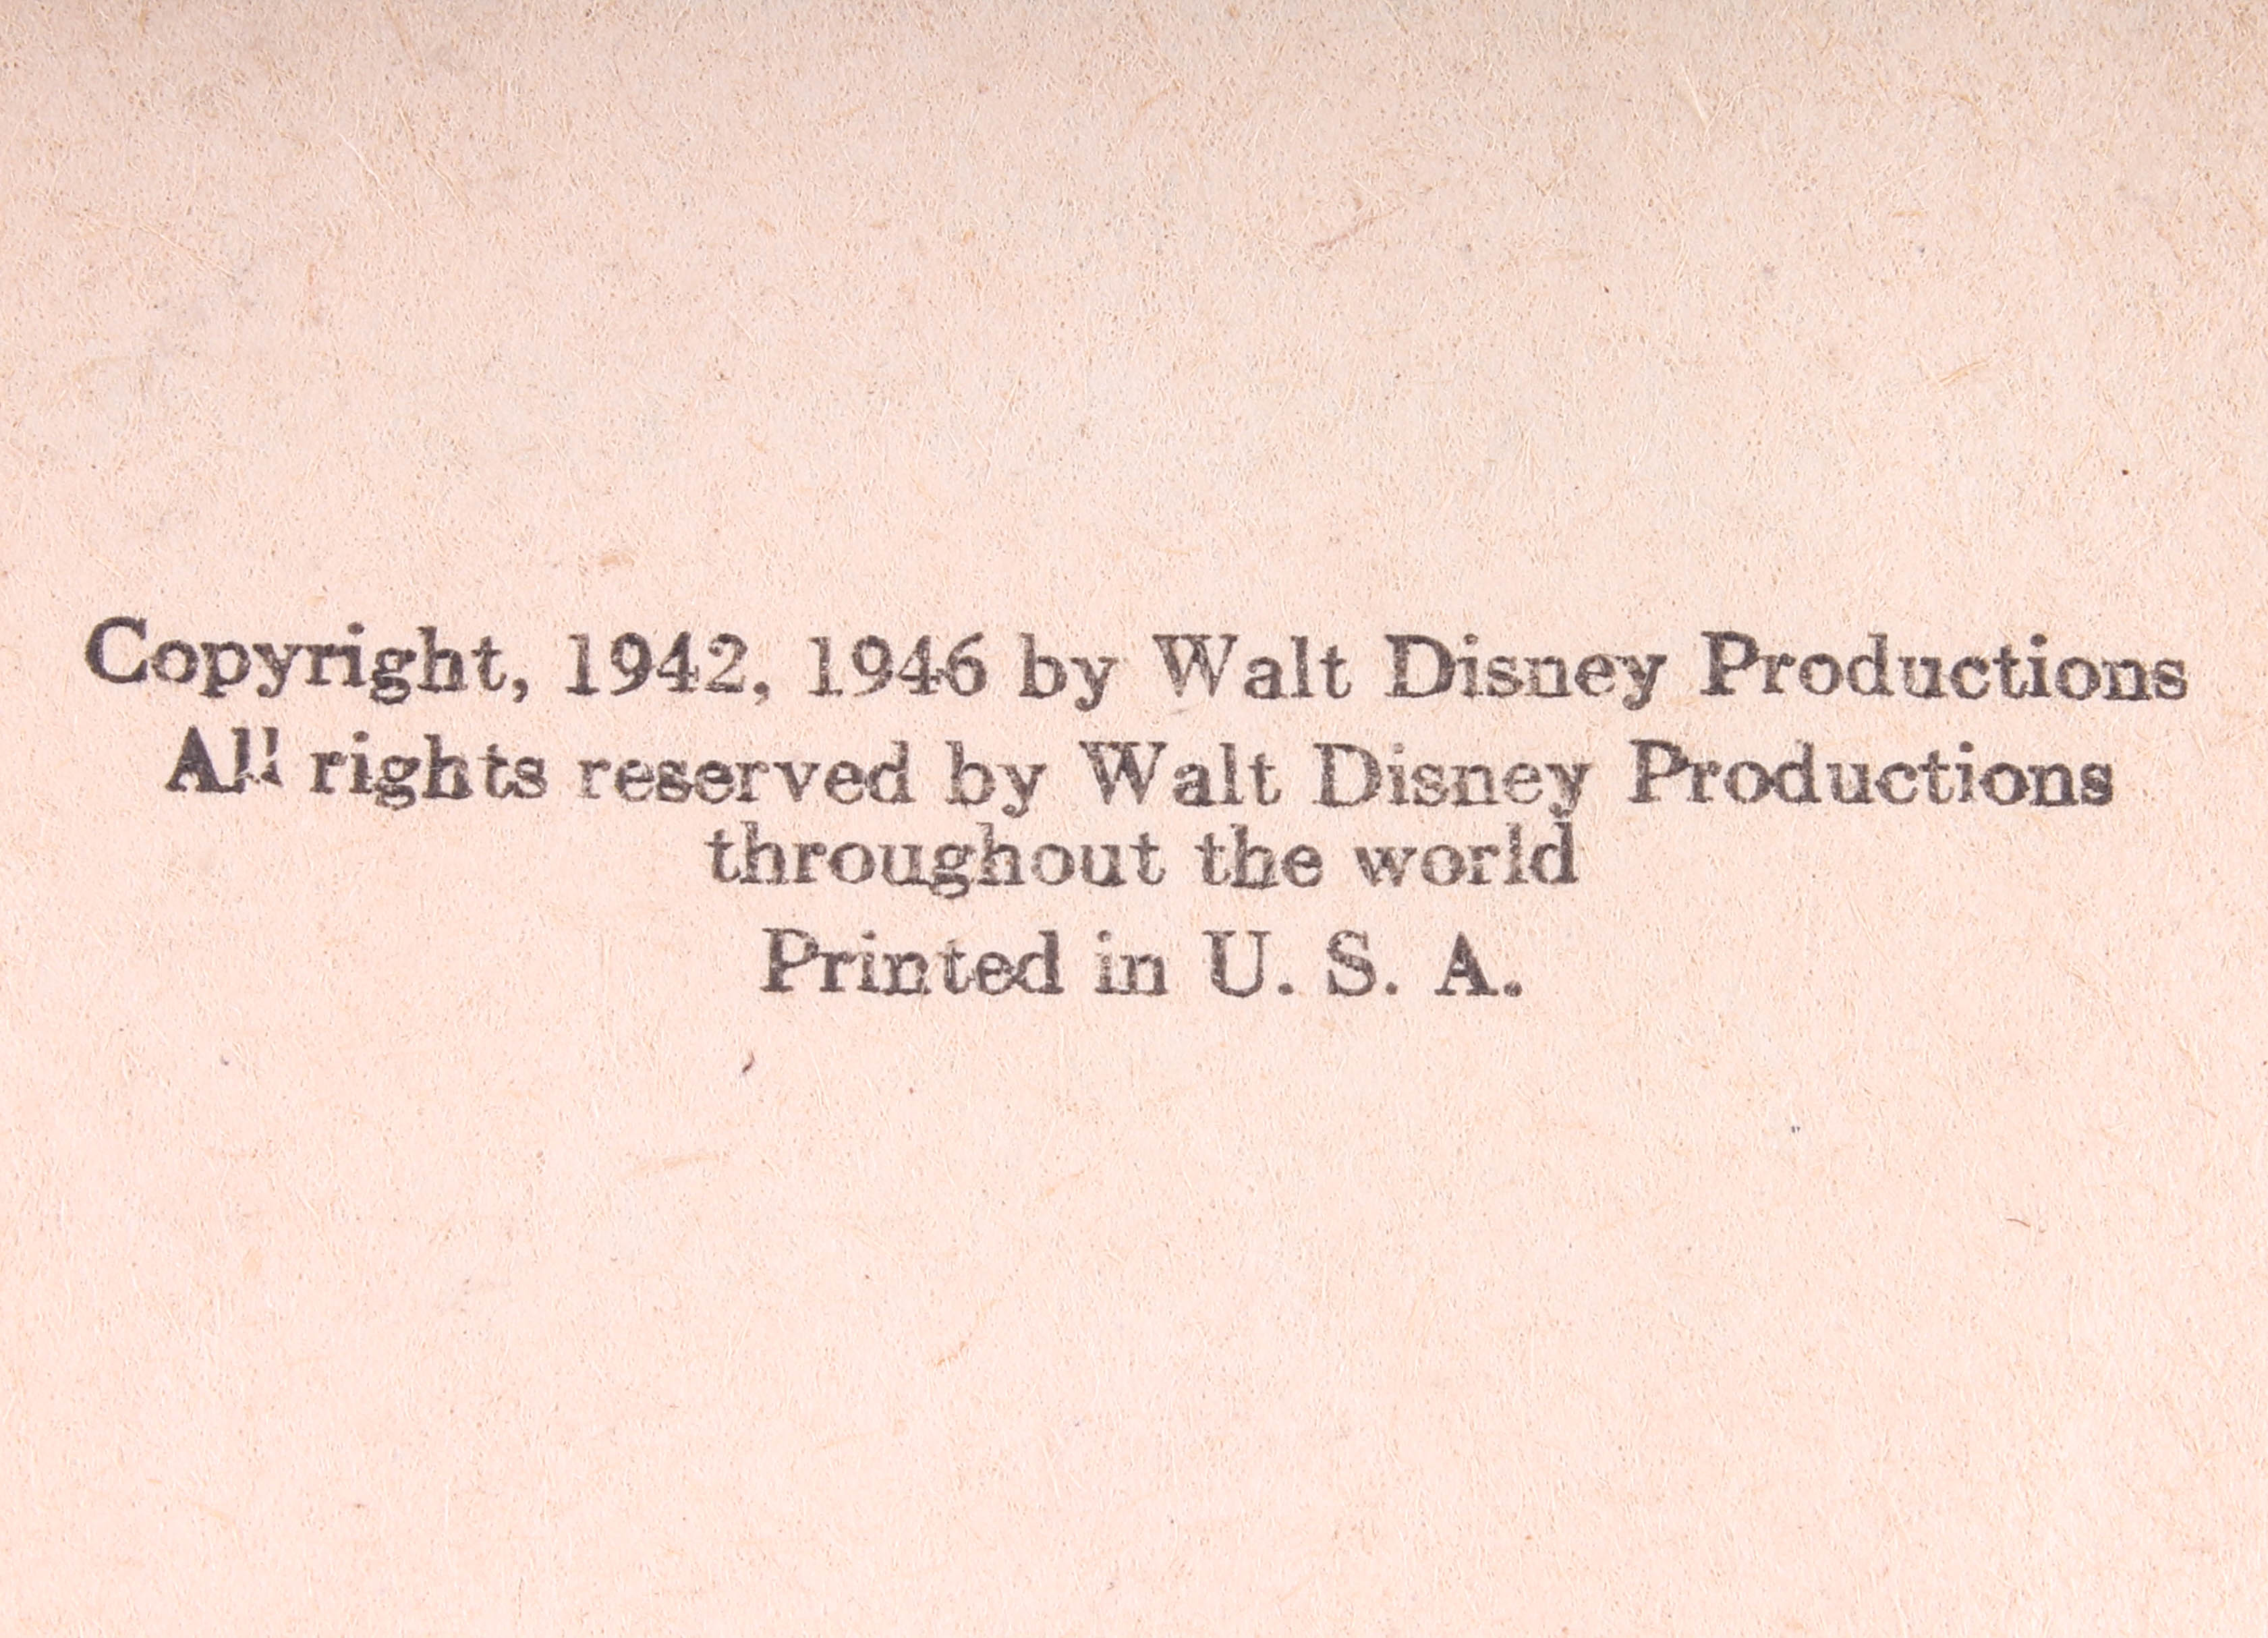 Copyright, 1942, 1946 by Walt Disney Productions
All rights reserved by Walt Disney Productions
throughout the world
Printed in U. S. A.